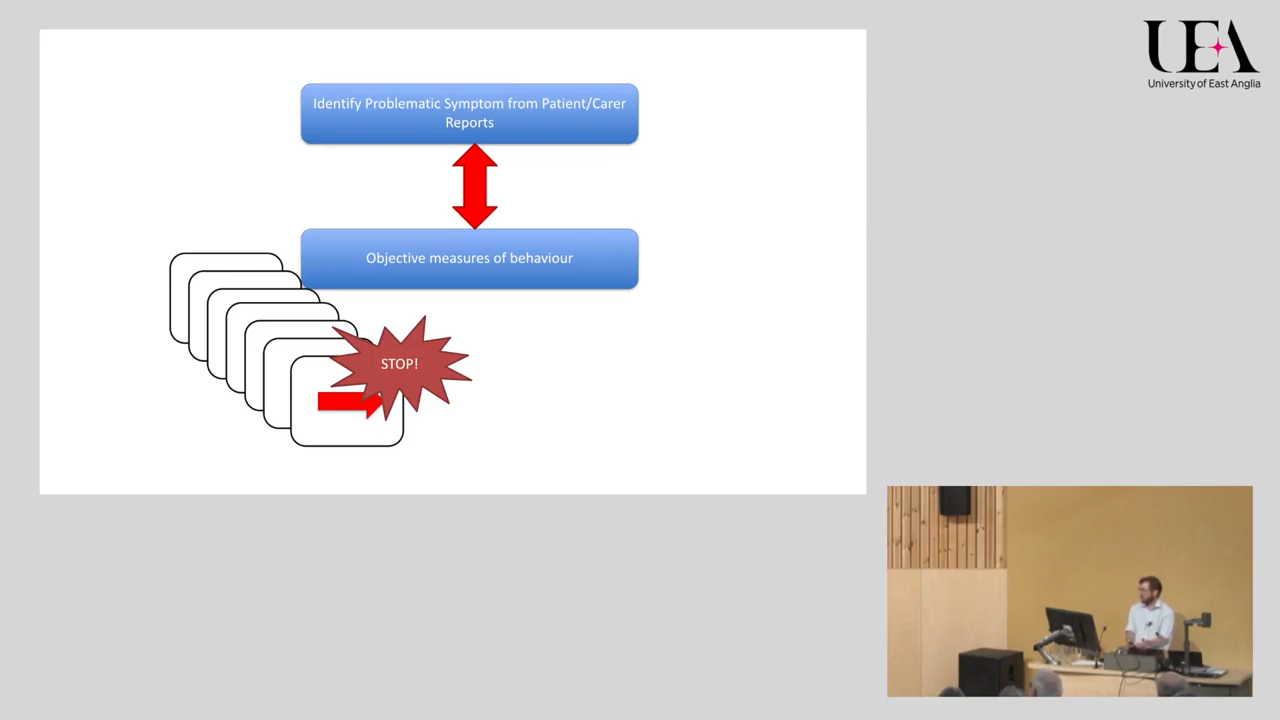 UEA
University of East Anglia
Identify Problematic Symptom from Patient/Carer
Reports
Objective measures of behaviour
STOP!